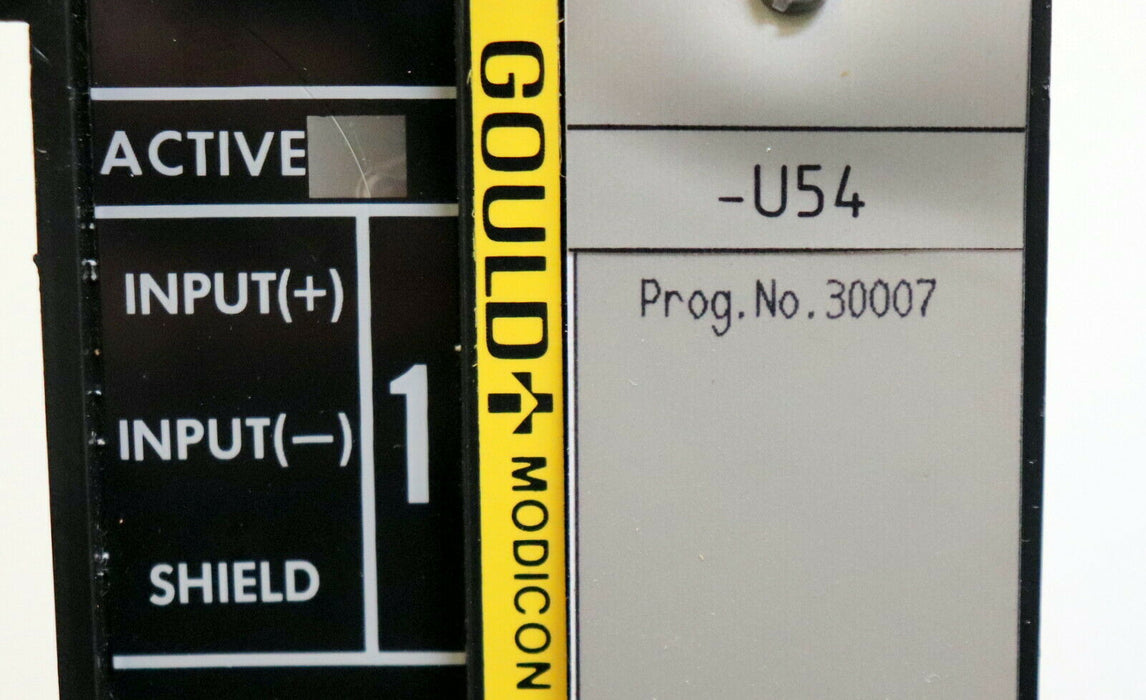 ACTIVE
INPUT(+)
INPUT(—)
SHIELD
1
GOULD MODICON
-U54
Prog.No.30007